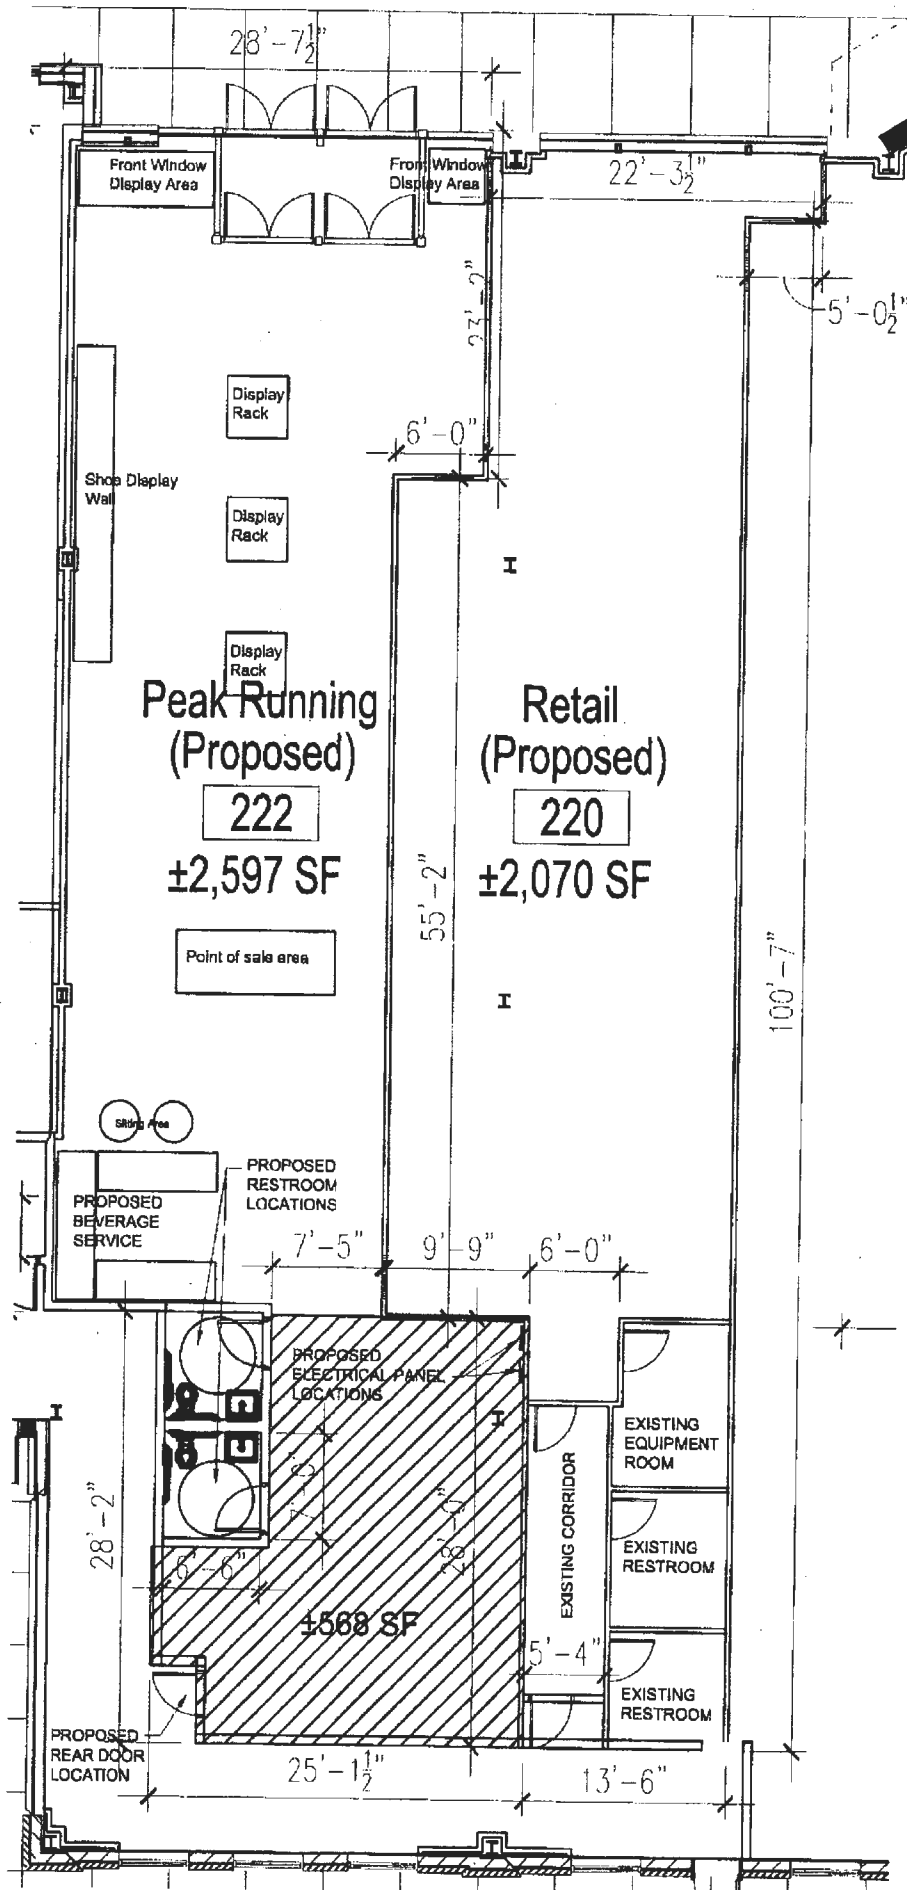 28'-7½"
Front Window
Display Area
Front Window
Display Area
22'-3½"
23'-2"
5'-0½"
Display
Rack
6'-0"
Shoe Display
Wall
Display
Rack
Display
Rack
Peak Running
(Proposed)
222
±2,597 SF
Retail
(Proposed)
220
±2,070 SF
55'-2"
Point of sale area
100'-7"
Sitting Area
PROPOSED
RESTROOM
LOCATIONS
PROPOSED
BEVERAGE
SERVICE
7'-5"
9'-9"
6'-0"
PROPOSED
ELECTRICAL PANEL
LOCATIONS
EXISTING
EQUIPMENT
ROOM
EXISTING CORRIDOR
28'-2"
7'-0"
28'-0"
EXISTING
RESTROOM
6'-6"
±568 SF
5'-4"
EXISTING
RESTROOM
PROPOSED
REAR DOOR
LOCATION
25'-1½"
13'-6"